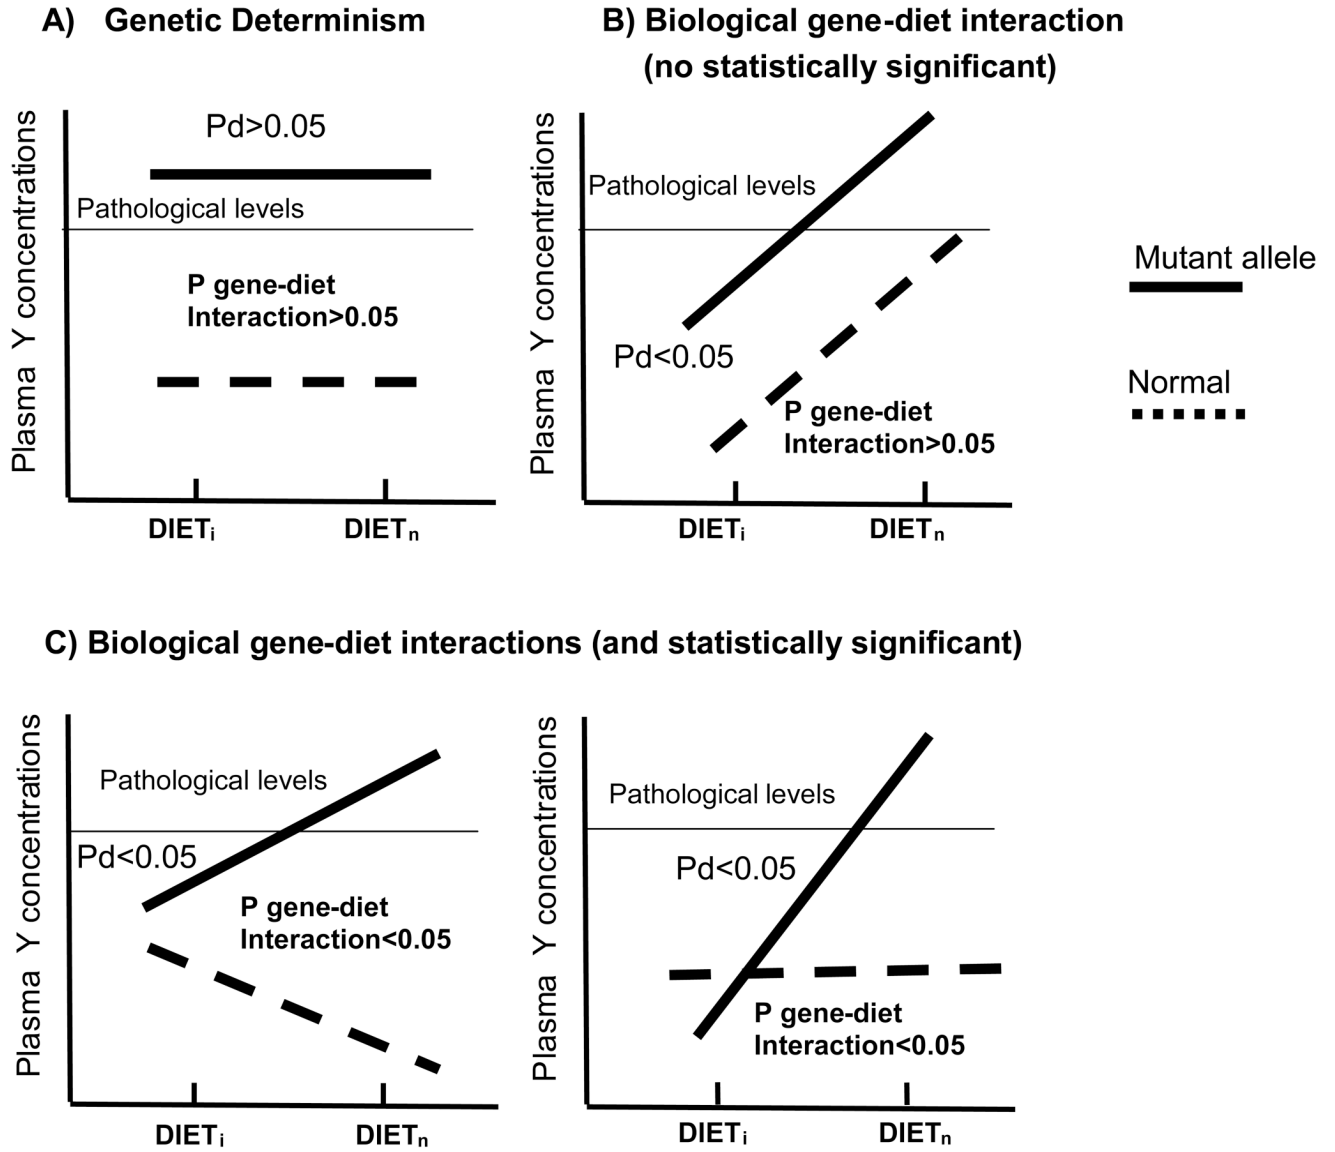 A) Genetic Determinism
B) Biological gene-diet interaction
(no statistically significant)
Plasma Y concentrations
Pd>0.05
Pathological levels
P gene-diet
Interaction>0.05
DIETi
DIETn
Plasma Y concentrations
Pathological levels
Pd<0.05
P gene-diet
Interaction>0.05
DIETi
DIETn
Mutant allele
Normal
C) Biological gene-diet interactions (and statistically significant)
Plasma Y concentrations
Pathological levels
Pd<0.05
P gene-diet
Interaction<0.05
DIETi
DIETn
Plasma Y concentrations
Pathological levels
Pd<0.05
P gene-diet
Interaction<0.05
DIETi
DIETn